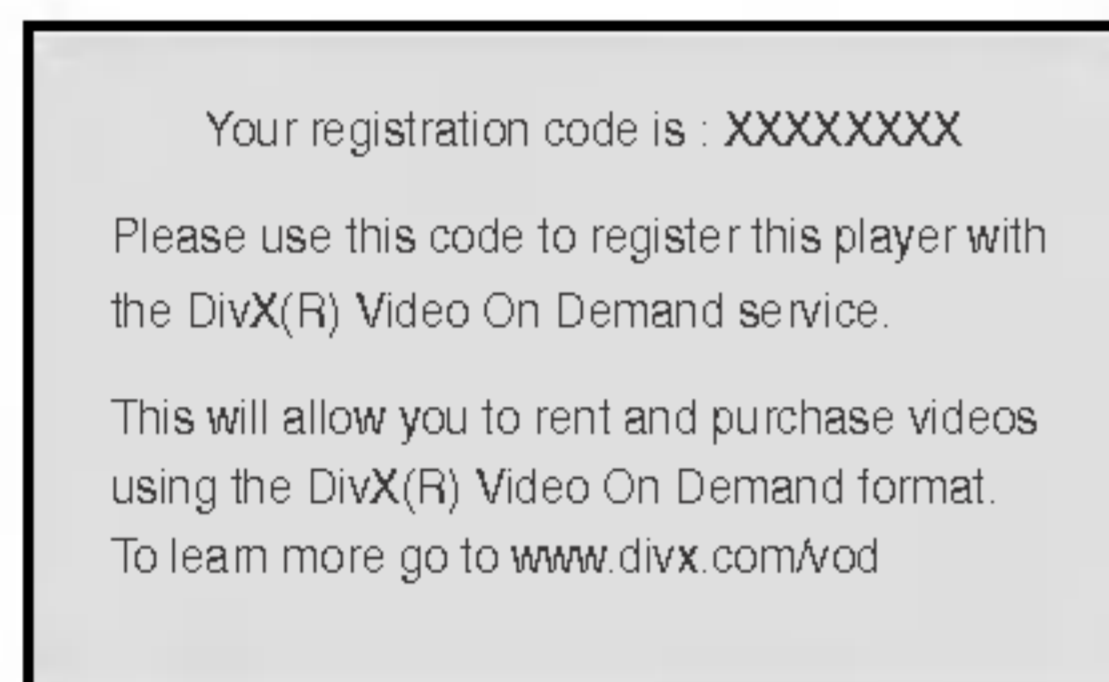 Your registration code is : XXXXXXXX
Please use this code to register this player with
the DivX(R) Video On Demand service.
This will allow you to rent and purchase videos
using the DivX(R) Video On Demand format.
To learn more go to www.divx.com/vod